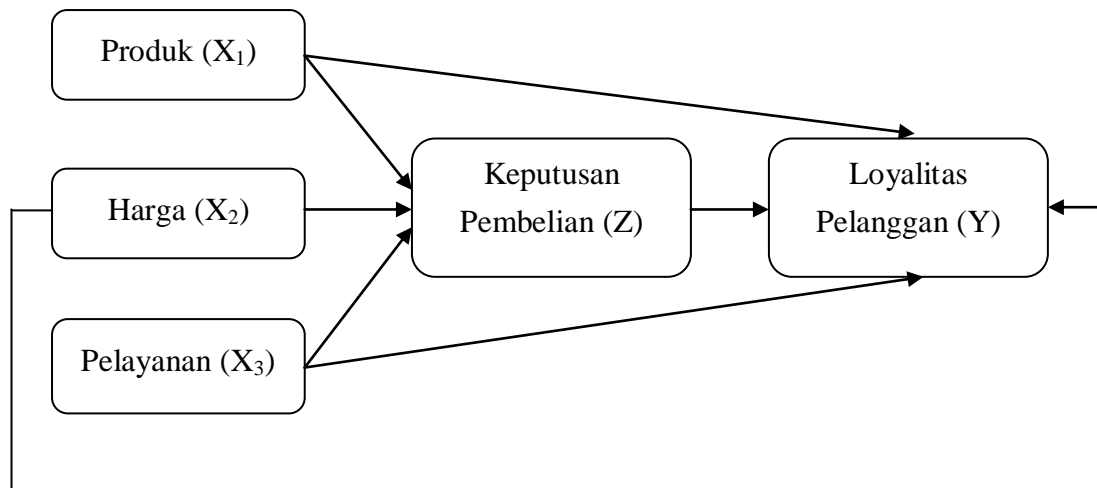 Produk (X₁)
Harga (X₂)
Pelayanan (X₃)
Keputusan
Pembelian (Z)
Loyalitas
Pelanggan (Y)